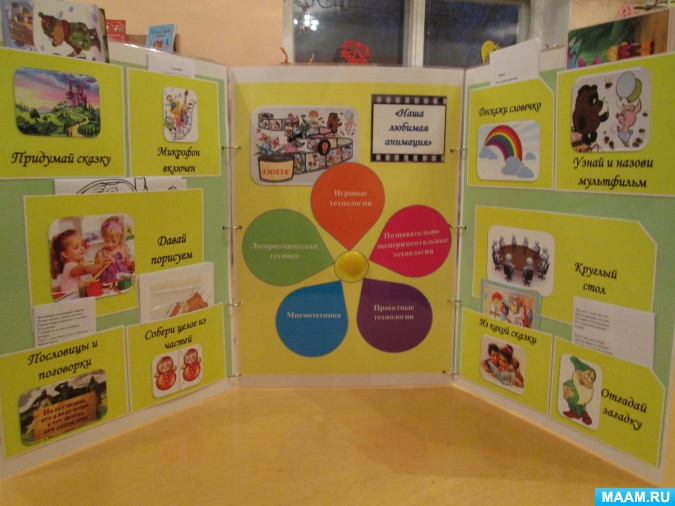 Придумай сказку
Микрофон
включен
Давай
порисуем
Пословицы и
поговорки
Собери целое из
частей
ЛЭПБУК
«Наша
любимая
анимация»
Игровые
технологии
Логоритмическая
техника
Познавательно-
экспериментальные
технологии
Мнемотехника
Проектные
технологии
Доскажи словечко
Узнай и назови
мультфильм
Круглый
стол
Из какой сказки
Отгадай
загадку
MAAM.RU